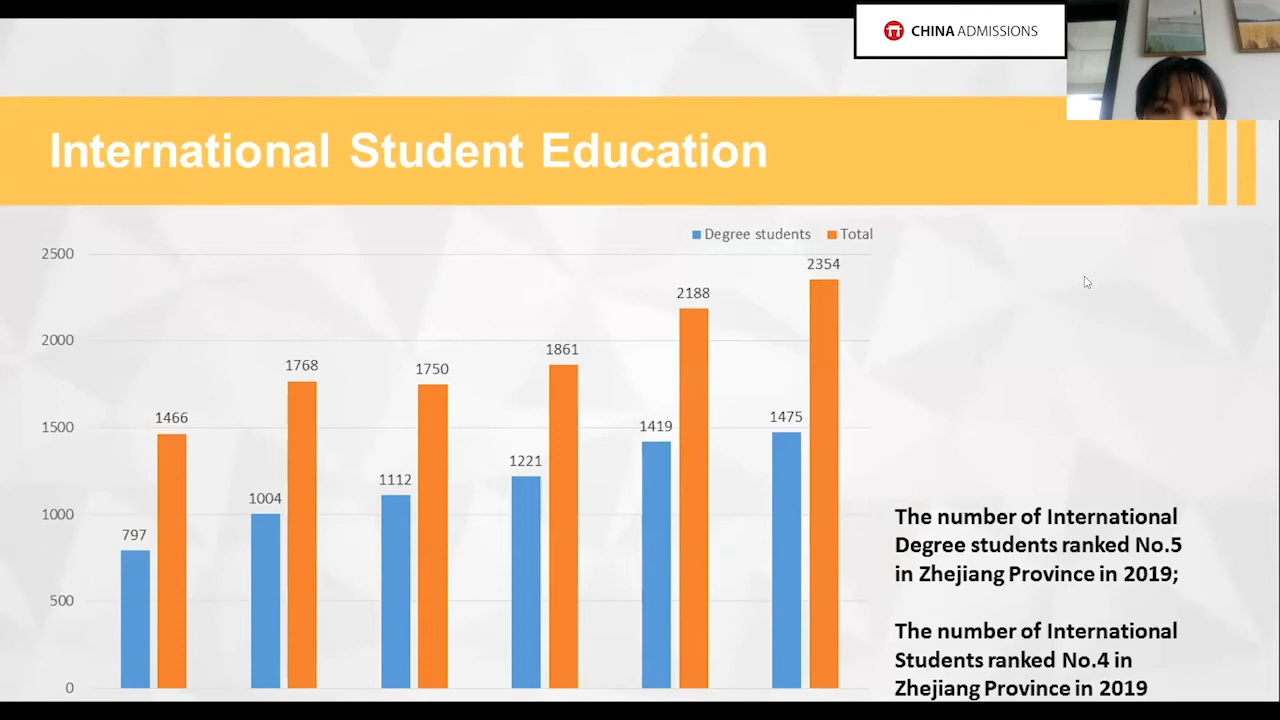 CHINA ADMISSIONS
International Student Education
Degree students Total
2500
2000
1500
1000
500
0
797
1466
1004
1768
1112
1750
1221
1861
1419
2188
1475
2354
The number of International
Degree students ranked No.5
in Zhejiang Province in 2019;
The number of International
Students ranked No.4 in
Zhejiang Province in 2019